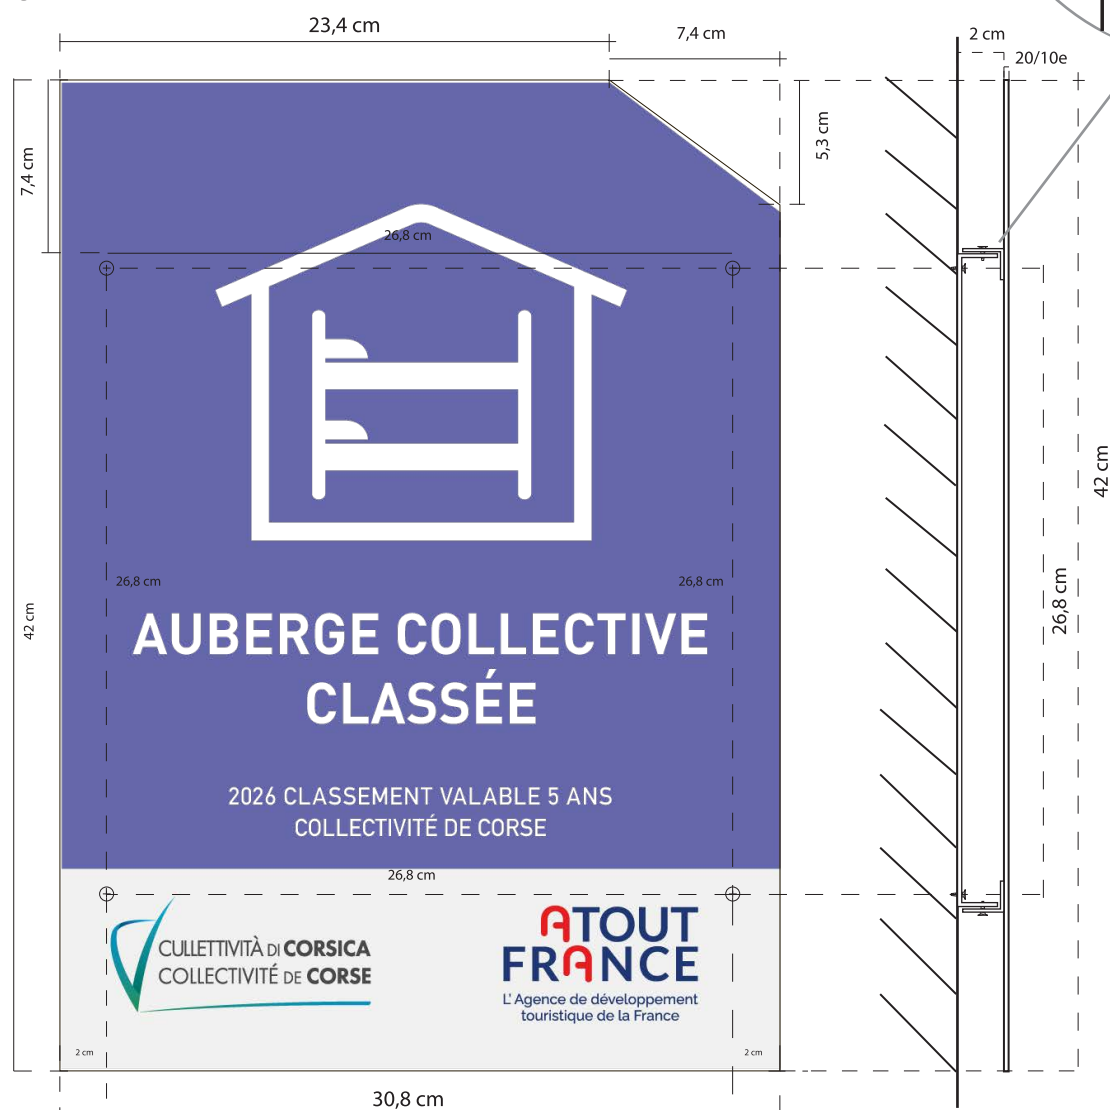 23,4 cm
7,4 cm
2 cm
20/10e
7,4 cm
5,3 cm
26,8 cm
42 cm
26,8 cm
26,8 cm
26,8 cm
42 cm
AUBERGE COLLECTIVE
CLASSÉE
2026 CLASSEMENT VALABLE 5 ANS
COLLECTIVITÉ DE CORSE
26,8 cm
CULLETTIVITÀ DI CORSICA
COLLECTIVITÉ DE CORSE
ATOUT
FRANCE
L'Agence de développement
touristique de la France
2 cm
2 cm
30,8 cm